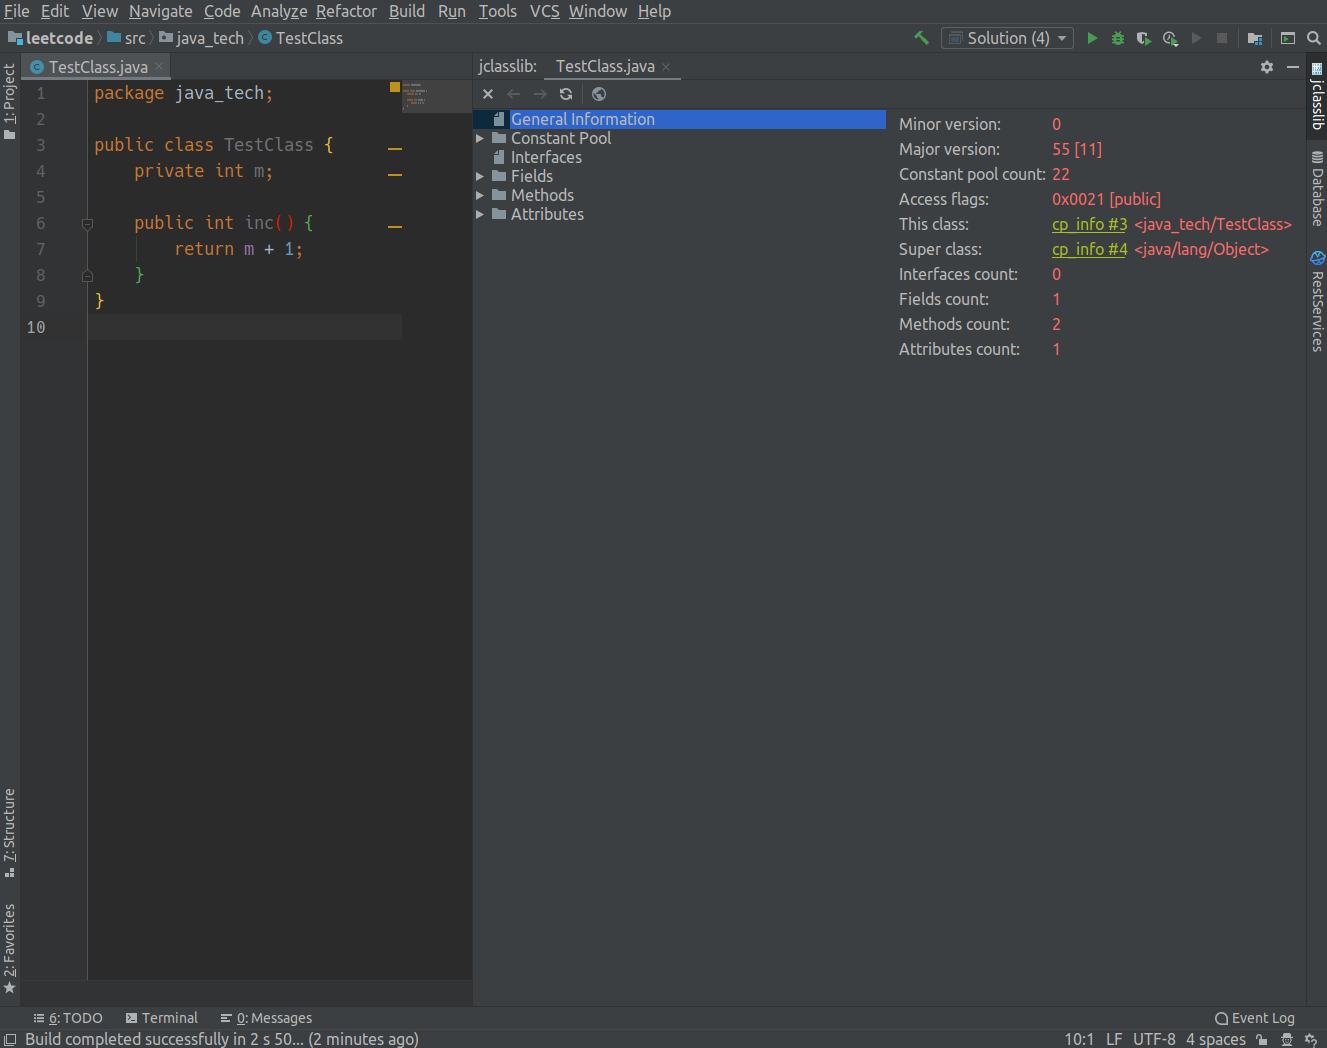 File Edit View Navigate Code Analyze Refactor Build Run Tools VCS Window Help
leetcode src java_tech TestClass Solution (4)
1: Project
7: Structure
2: Favorites
TestClass.java
1 package java_tech;
2
3 public class TestClass {
4 private int m;
5
6 public int inc() {
7 return m + 1;
8 }
9 }
10
jclasslib: TestClass.java
General Information
Constant Pool
Interfaces
Fields
Methods
Attributes
Minor version: 0
Major version: 55 [11]
Constant pool count: 22
Access flags: 0x0021 [public]
This class: cp_info #3 <java_tech/TestClass>
Super class: cp_info #4 <java/lang/Object>
Interfaces count: 0
Fields count: 1
Methods count: 2
Attributes count: 1
jclasslib
Database
RestServices
6: TODO Terminal 0: Messages Event Log
Build completed successfully in 2 s 50... (2 minutes ago) 10:1 LF UTF-8 4 spaces